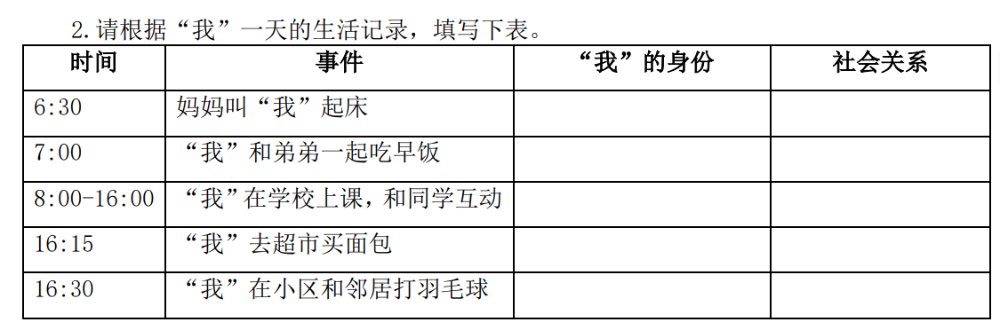 2.请根据“我”一天的生活记录，填写下表。
时间 事件 “我”的身份 社会关系
6:30 妈妈叫“我”起床
7:00 “我”和弟弟一起吃早饭
8:00-16:00 “我”在学校上课，和同学互动
16:15 “我”去超市买面包
16:30 “我”在小区和邻居打羽毛球